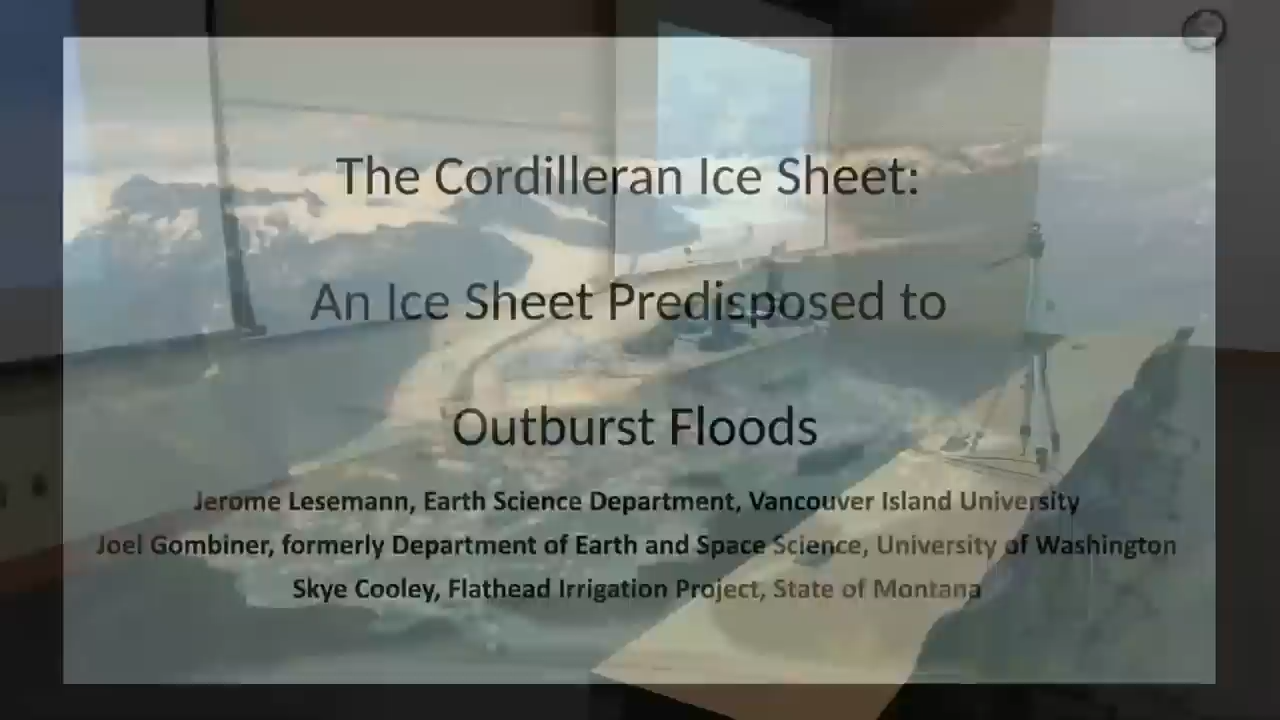 The Cordilleran Ice Sheet:
An Ice Sheet Predisposed to
Outburst Floods
Jerome Lesemann, Earth Science Department, Vancouver Island University
Joel Gombiner, formerly Department of Earth and Space Science, University of Washington
Skye Cooley, Flathead Irrigation Project, State of Montana